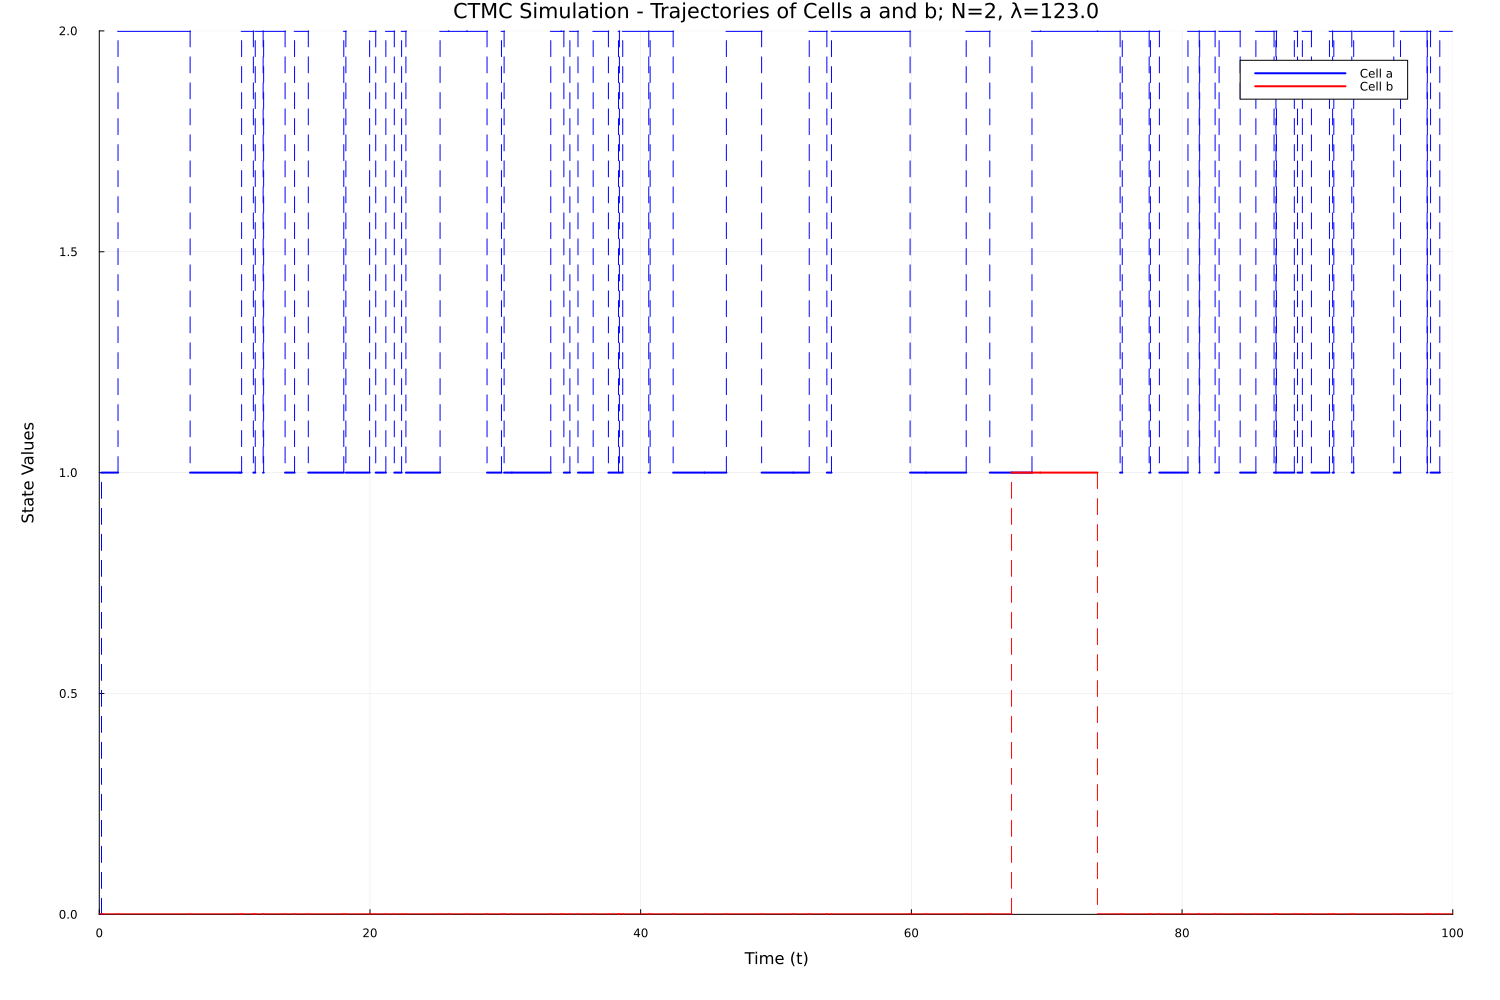 CTMC Simulation - Trajectories of Cells a and b; N=2, λ=123.0
2.0
Cell a
Cell b
1.5
1.0
State Values
0.5
0.0
0 20 40 60 80 100
Time (t)